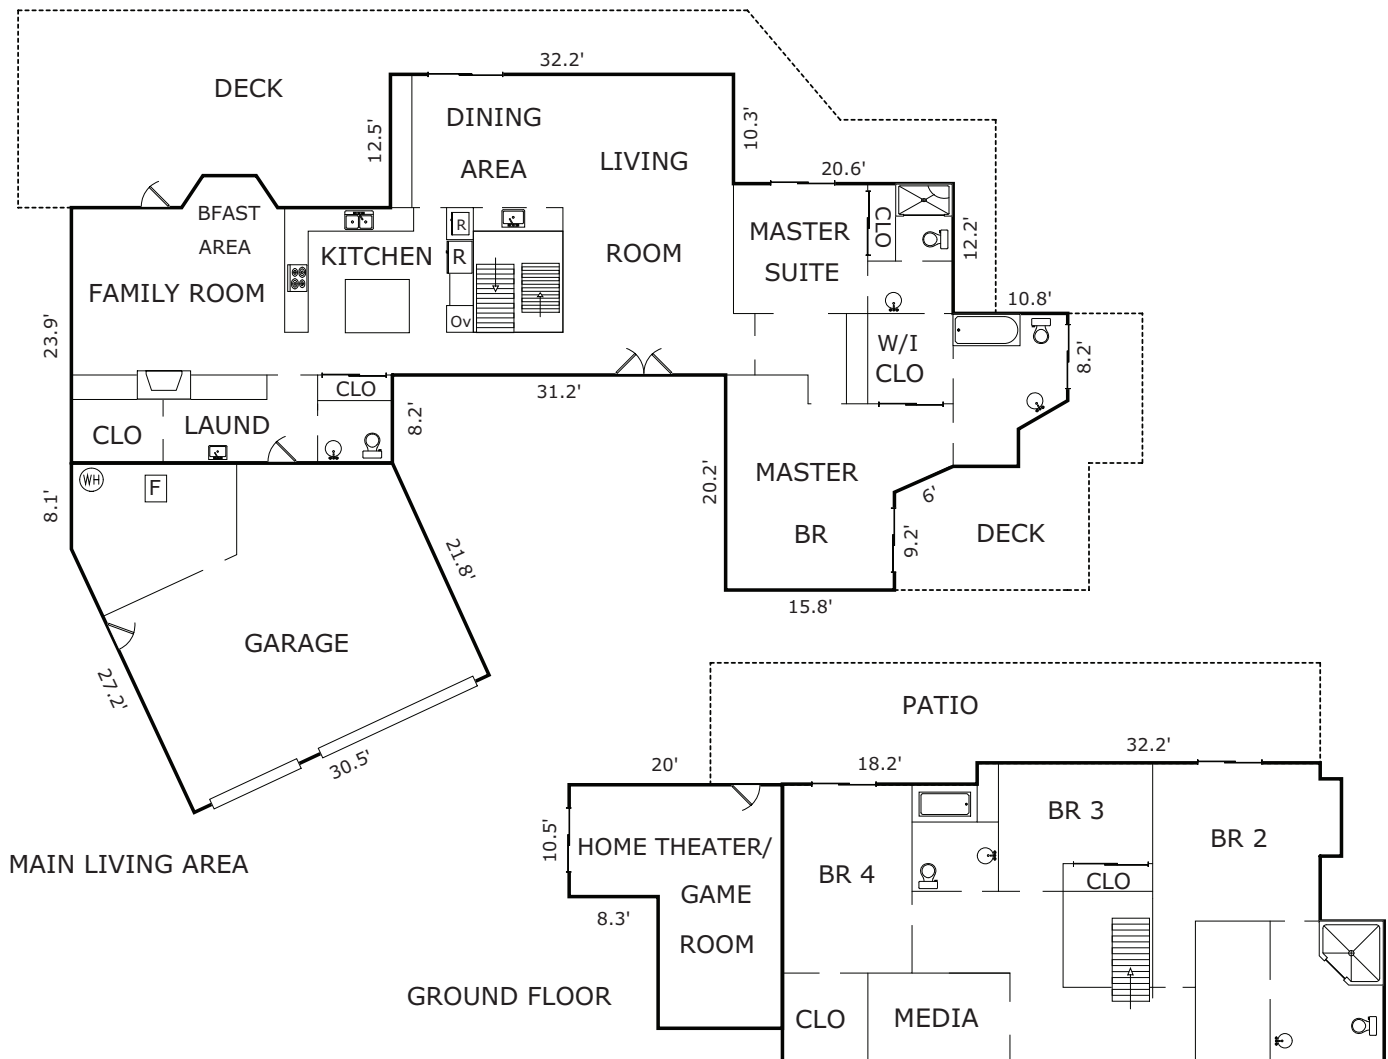 32.2'
DECK
DINING
AREA
12.5'
10.3'
LIVING
ROOM
20.6'
BFAST
AREA
R
R
Ov
KITCHEN
FAMILY ROOM
MASTER
SUITE
CLO
12.2'
10.8'
23.9'
W/I
CLO
8.2'
CLO
31.2'
8.2'
CLO
LAUND
WH
F
8.1'
20.2'
MASTER
BR
6'
9.2'
DECK
21.8'
15.8'
GARAGE
27.2'
30.5'
MAIN LIVING AREA
PATIO
20'
18.2'
32.2'
10.5'
HOME THEATER/
GAME
ROOM
8.3'
BR 4
BR 3
CLO
BR 2
GROUND FLOOR
CLO
MEDIA